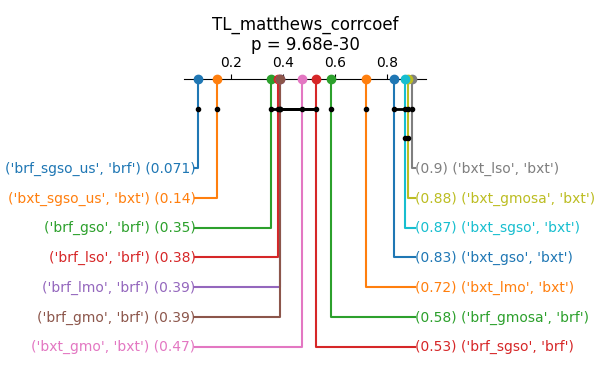 TL_matthews_corrcoef
p = 9.68e-30
0.2 0.4 0.6 0.8
('brf_sgso_us', 'brf') (0.071) (0.9) ('bxt_lso', 'bxt')
('bxt_sgso_us', 'bxt') (0.14) (0.88) ('bxt_gmosa', 'bxt')
('brf_gso', 'brf') (0.35) (0.87) ('bxt_sgso', 'bxt')
('brf_lso', 'brf') (0.38) (0.83) ('bxt_gso', 'bxt')
('brf_lmo', 'brf') (0.39) (0.72) ('bxt_lmo', 'bxt')
('brf_gmo', 'brf') (0.39) (0.58) ('brf_gmosa', 'brf')
('bxt_gmo', 'bxt') (0.47) (0.53) ('brf_sgso', 'brf')